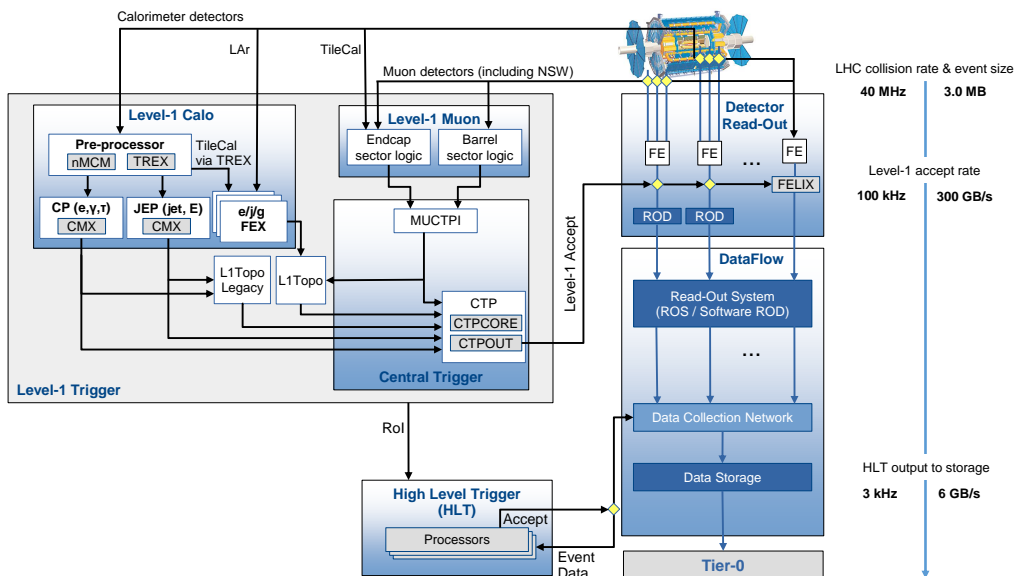 Calorimeter detectors
LAr
TileCal
Muon detectors (including NSW)
LHC collision rate & event size
40 MHz
3.0 MB
Level-1 Calo
Pre-processor
nMCM
TREX
TileCal
via TREX
CP (e,γ,τ)
CMX
JEP (jet, E)
CMX
e/j/g
FEX
Level-1 Muon
Endcap
sector logic
Barrel
sector logic
MUCTPI
L1Topo
Legacy
L1Topo
CTP
CTPCORE
CTPOUT
Central Trigger
Level-1 Trigger
Level-1 Accept
Detector
Read-Out
FE
FE
...
FE
FELIX
ROD
ROD
Level-1 accept rate
100 kHz
300 GB/s
DataFlow
Read-Out System
(ROS / Software ROD)
...
Data Collection Network
Data Storage
HLT output to storage
3 kHz
6 GB/s
RoI
High Level Trigger
(HLT)
Accept
Processors
Event
Data
Tier-0